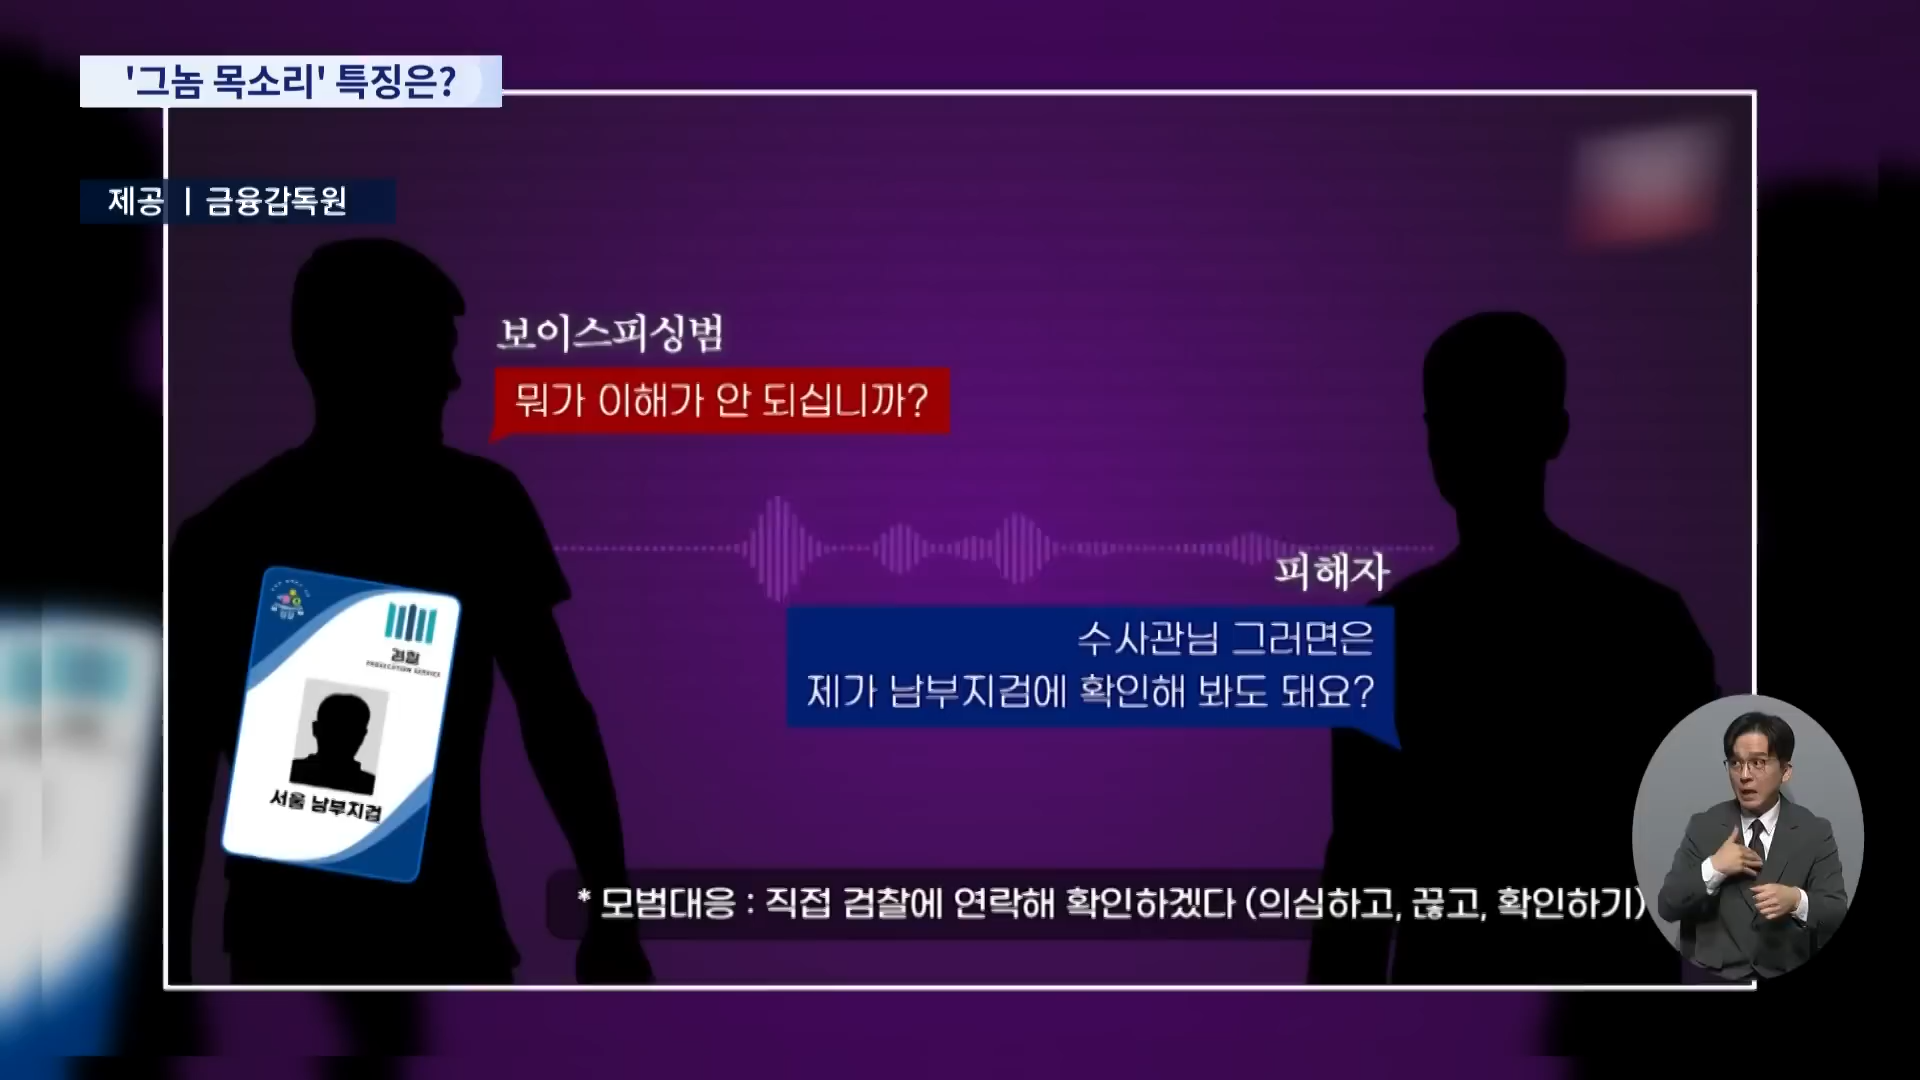 '그놈 목소리' 특징은?
제공 | 금융감독원
보이스피싱범
뭐가 이해가 안 되십니까?
피해자
수사관님 그러면은
제가 남부지검에 확인해 봐도 돼요?
검찰
PROSECUTION SERVICE
서울 남부지검
* 모범대응 : 직접 검찰에 연락해 확인하겠다 (의심하고, 끊고, 확인하기)